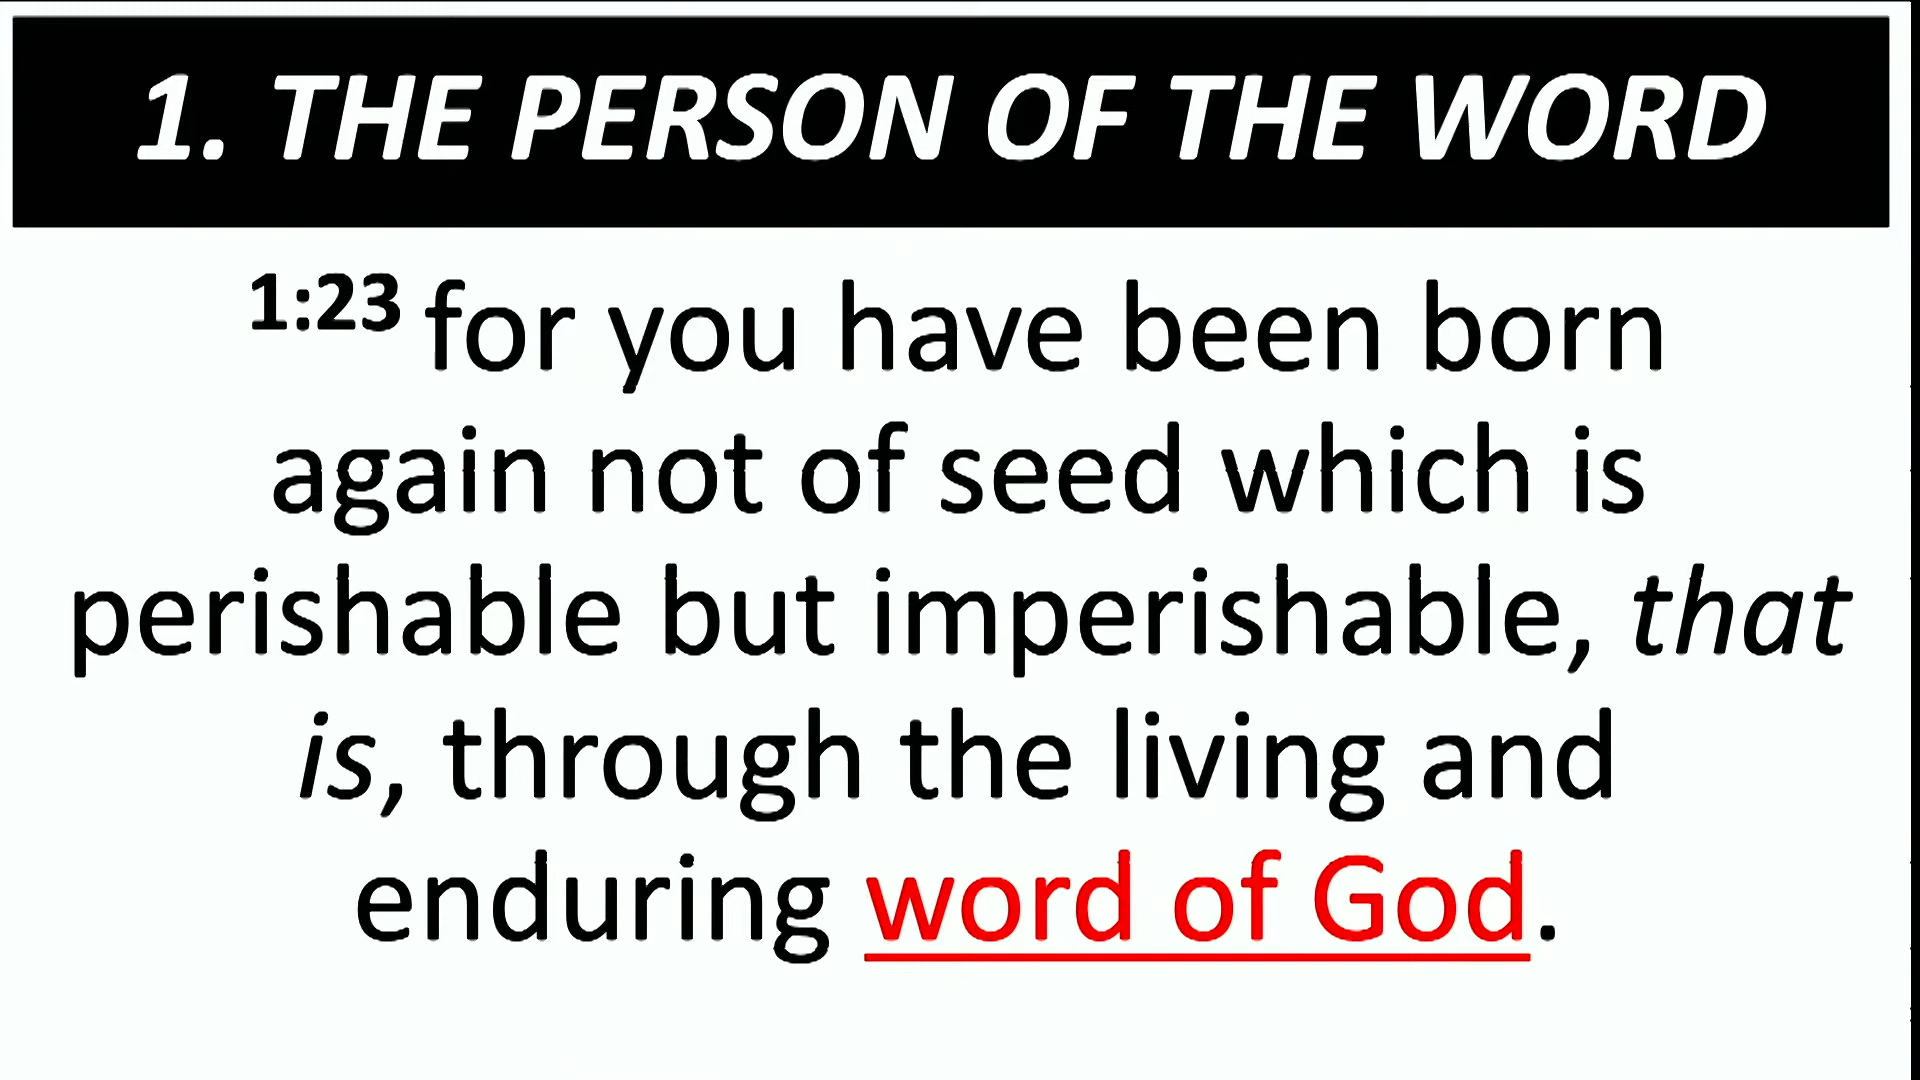 1. THE PERSON OF THE WORD
1:23 for you have been born
again not of seed which is
perishable but imperishable, that
is, through the living and
enduring word of God.